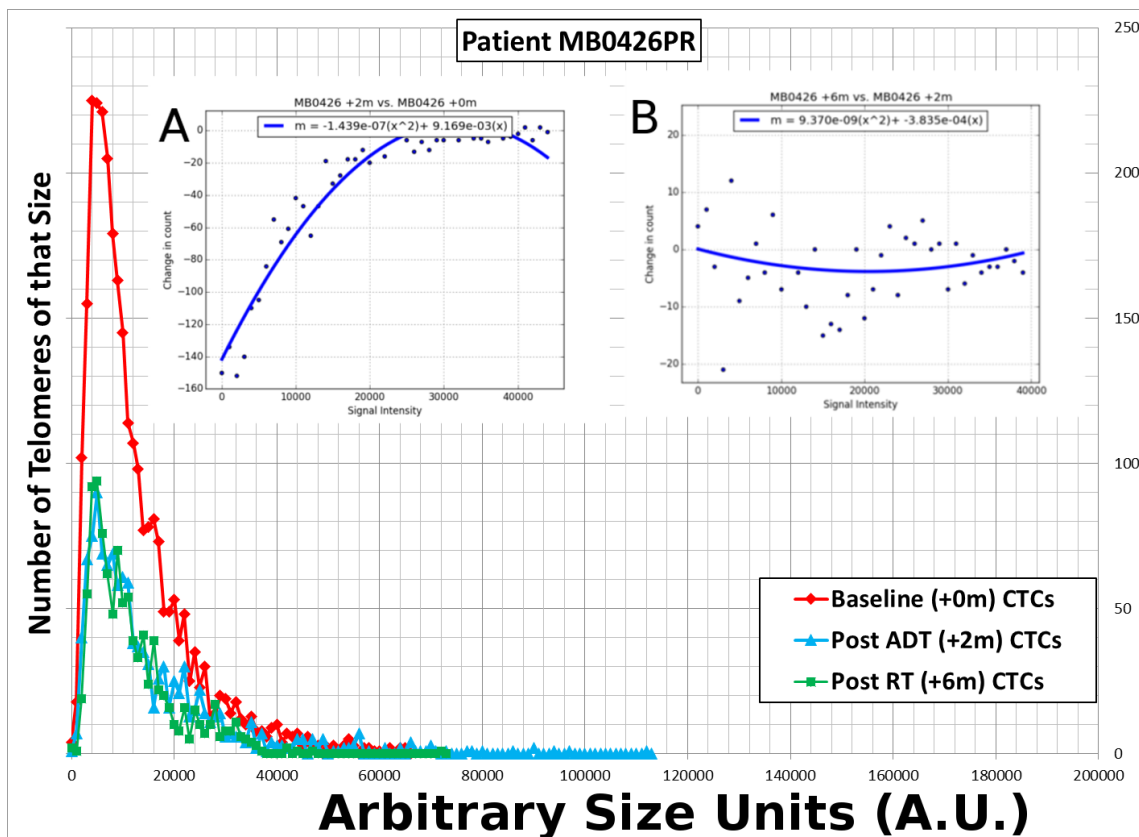 Patient MB0426PR
250
200
150
100
50
0
Number of Telomeres of that Size
A
MB0426 +2m vs. MB0426 +0m
m = -1.439e-07(x^2)+ 9.169e-03(x)
0
−20
−40
−60
−80
−100
−120
−140
−160
Change in count
0 10000 20000 30000 40000
Signal Intensity
B
MB0426 +6m vs. MB0426 +2m
m = 9.370e-09(x^2)+ -3.835e-04(x)
20
10
0
−10
−20
Change in count
0 10000 20000 30000 40000
Signal Intensity
Baseline (+0m) CTCs
Post ADT (+2m) CTCs
Post RT (+6m) CTCs
0 20000 40000 60000 80000 100000 120000 140000 160000 180000 200000
Arbitrary Size Units (A.U.)